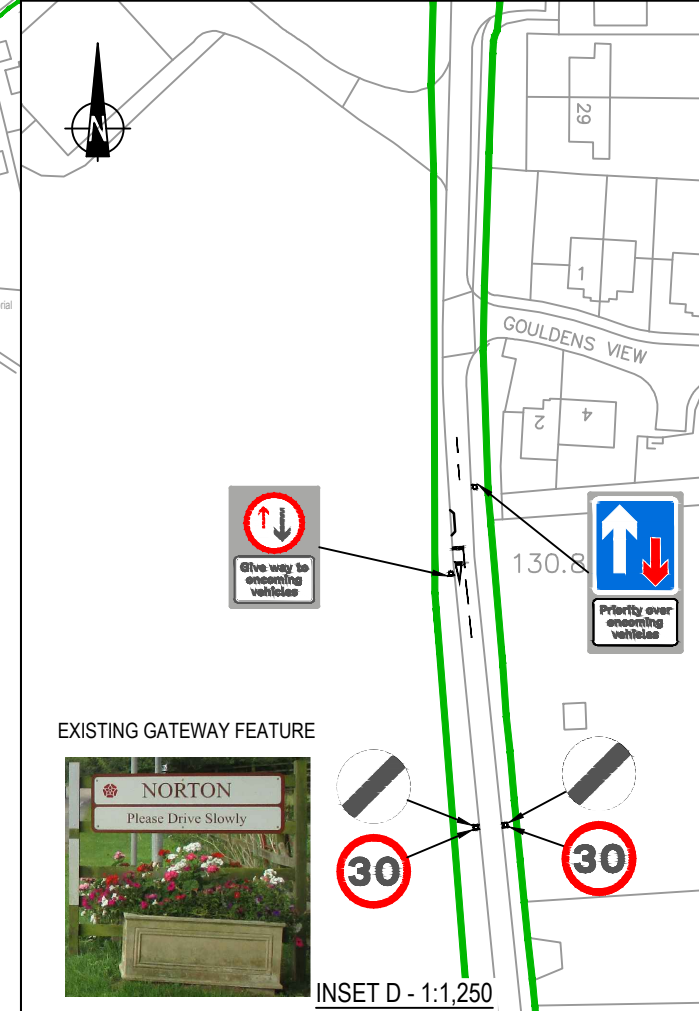 N
29
rial
1
GOULDENS VIEW
2
4
Give way to
oncoming
vehicles
130.8
Priority over
oncoming
vehicles
EXISTING GATEWAY FEATURE
NORTON
Please Drive Slowly
30
30
INSET D - 1:1,250